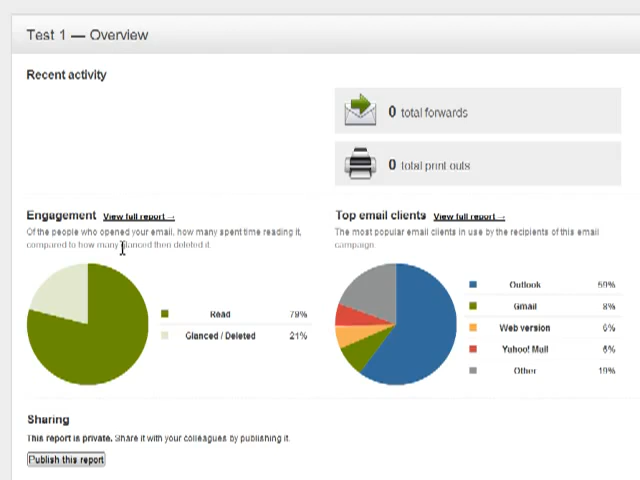 Test 1 — Overview
Recent activity
0 total forwards
0 total print outs
Engagement View full report →
Of the people who opened your email, how many spent time reading it,
compared to how many glanced then deleted it.
Read 79%
Glanced / Deleted 21%
Top email clients View full report →
The most popular email clients in use by the recipients of this email
campaign.
Outlook
Gmail 8%
Web version 6%
Yahoo! Mail 6%
Other 19%
Sharing
This report is private. Share it with your colleagues by publishing it.
Publish this report